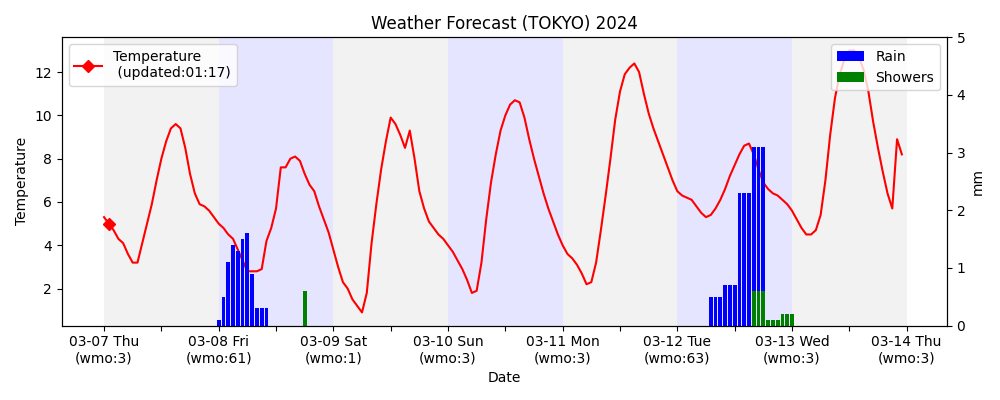 Weather Forecast (TOKYO) 2024
Temperature
(updated:01:17)
Rain
Showers
Temperature
12
10
8
6
4
2
5
4
3
2
1
0
mm
03-07 Thu
(wmo:3)
03-08 Fri
(wmo:61)
03-09 Sat
(wmo:1)
03-10 Sun
(wmo:3)
03-11 Mon
(wmo:3)
03-12 Tue
(wmo:63)
03-13 Wed
(wmo:3)
03-14 Thu
(wmo:3)
Date